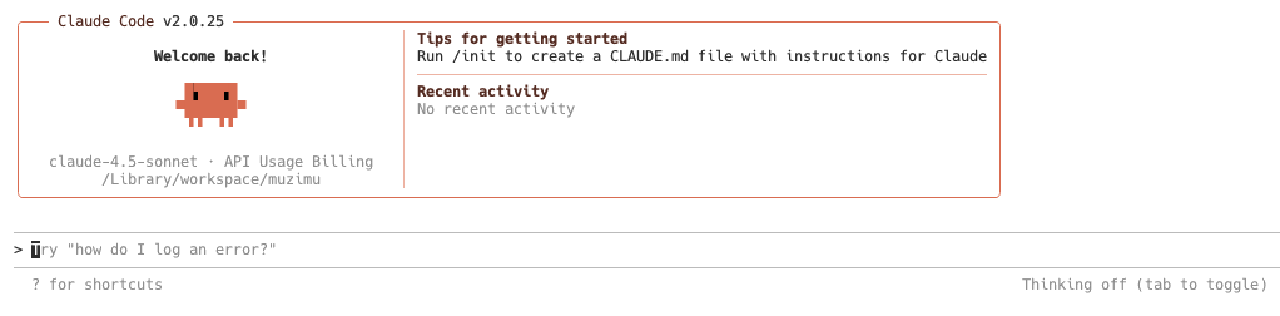 Claude Code v2.0.25
Welcome back!
claude-4.5-sonnet · API Usage Billing
/Library/workspace/muzimu
Tips for getting started
Run /init to create a CLAUDE.md file with instructions for Claude
Recent activity
No recent activity
> Try "how do I log an error?"
? for shortcuts
Thinking off (tab to toggle)